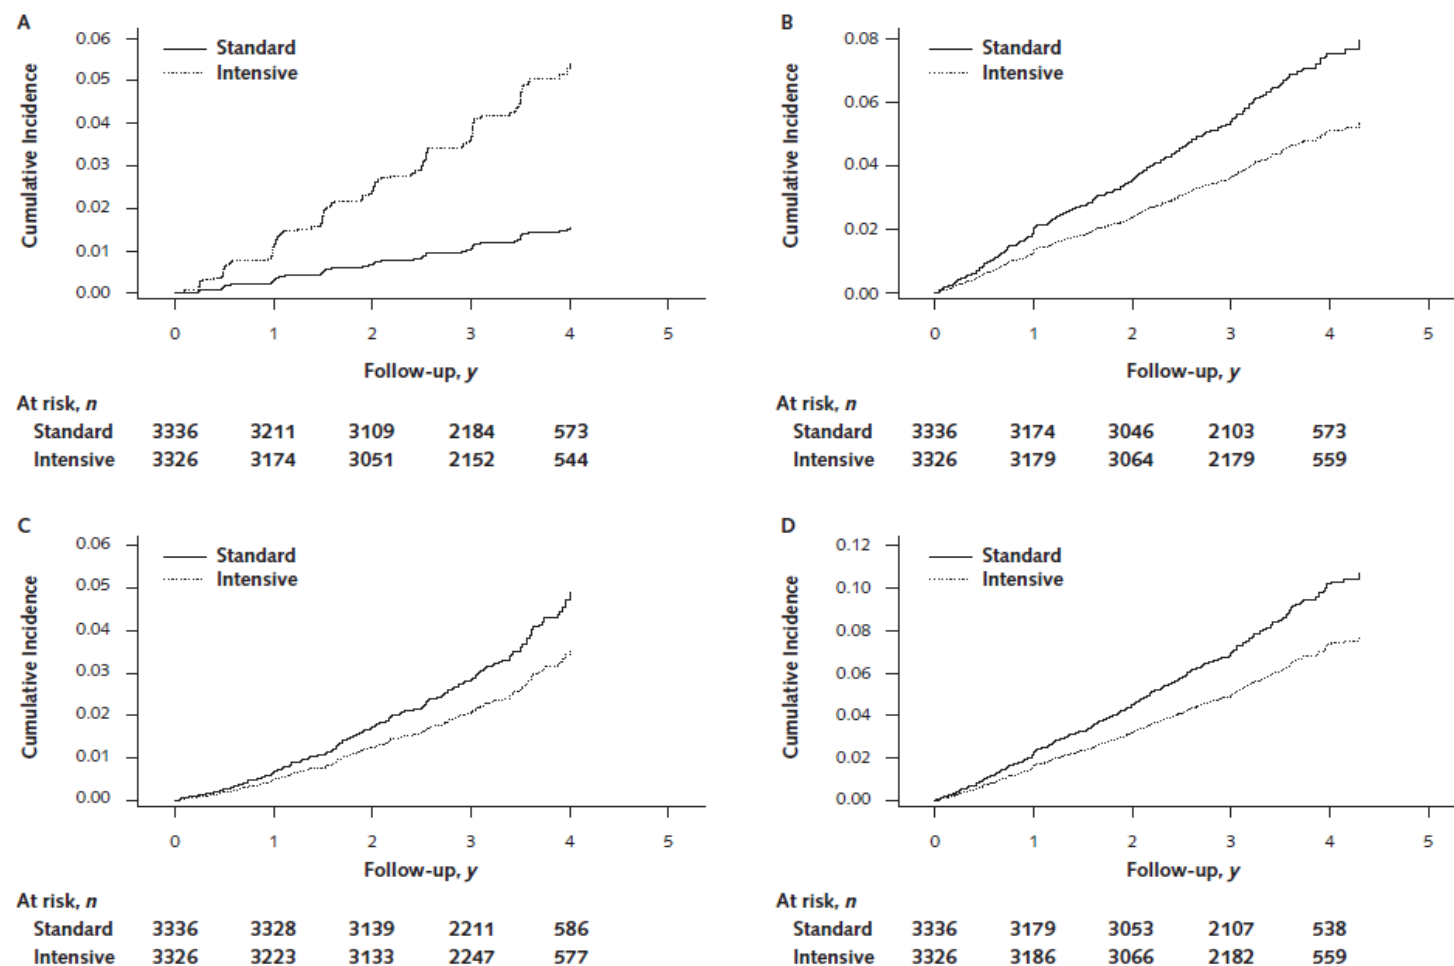 A
Cumulative Incidence
0.06
0.05
0.04
0.03
0.02
0.01
0.00
Standard
Intensive
0 1 2 3 4 5
Follow-up, y
At risk, n
Standard 3336 3211 3109 2184 573
Intensive 3326 3174 3051 2152 544
B
Cumulative Incidence
0.08
0.06
0.04
0.02
0.00
Standard
Intensive
0 1 2 3 4 5
Follow-up, y
At risk, n
Standard 3336 3174 3046 2103 573
Intensive 3326 3179 3064 2179 559
C
Cumulative Incidence
0.06
0.05
0.04
0.03
0.02
0.01
0.00
Standard
Intensive
0 1 2 3 4 5
Follow-up, y
At risk, n
Standard 3336 3328 3139 2211 586
Intensive 3326 3223 3133 2247 577
D
Cumulative Incidence
0.12
0.10
0.08
0.06
0.04
0.02
0.00
Standard
Intensive
0 1 2 3 4 5
Follow-up, y
At risk, n
Standard 3336 3179 3053 2107 538
Intensive 3326 3186 3066 2182 559